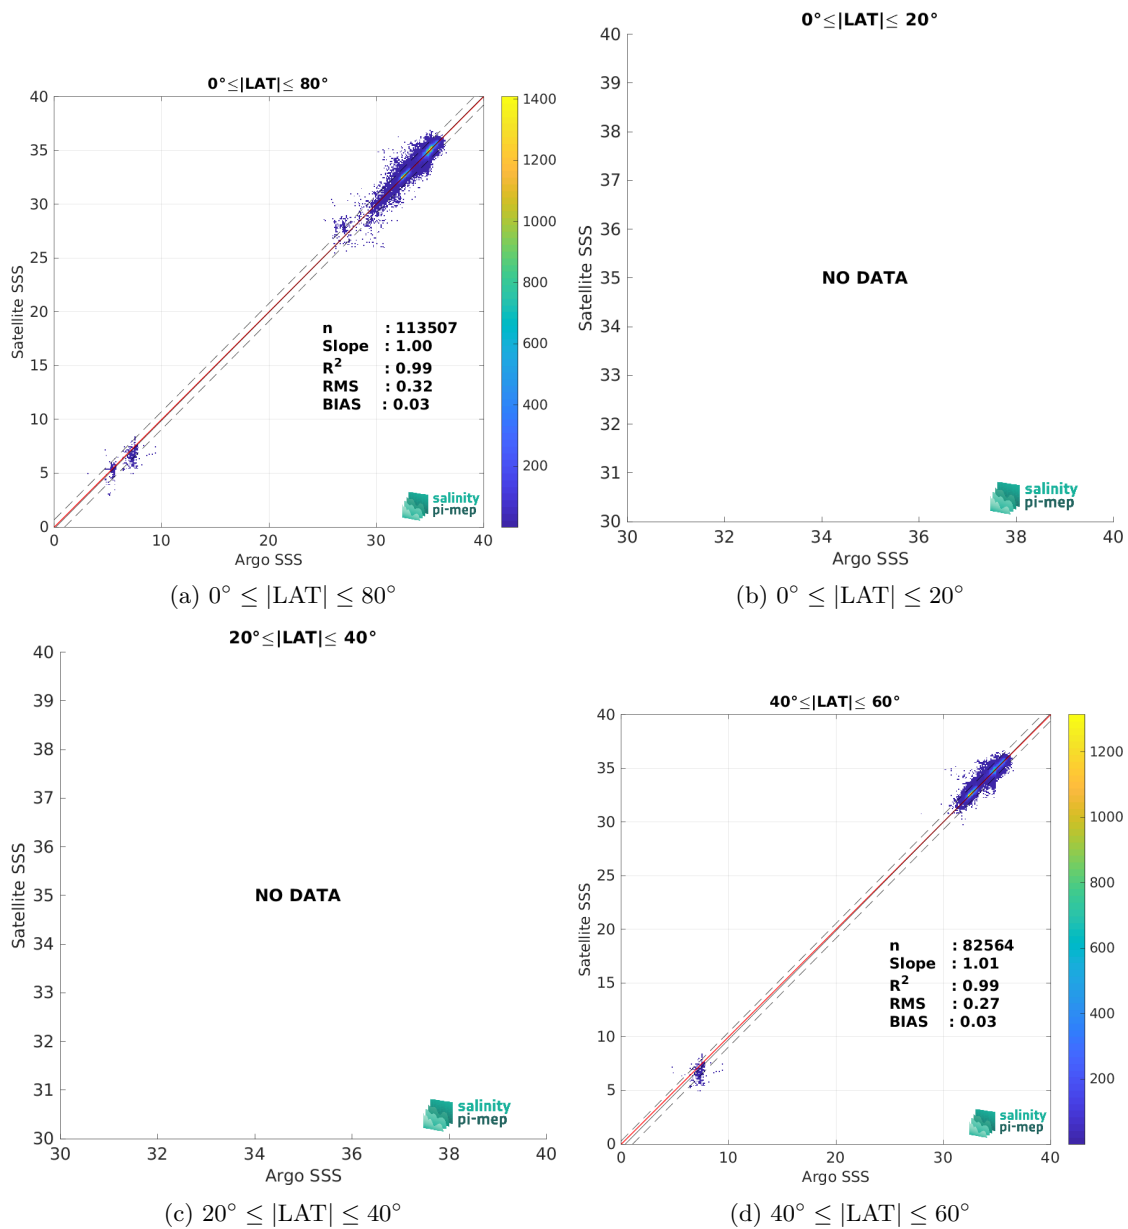 0°≤|LAT|≤ 80°
40
35
30
25
20
15
10
5
0
0
10
20
30
40
Satellite SSS
Argo SSS
n : 113507
Slope : 1.00
R² : 0.99
RMS : 0.32
BIAS : 0.03
1400
1200
1000
800
600
400
200
salinity
pi-mep
(a) 0° ≤ |LAT| ≤ 80°
0°≤|LAT|≤ 20°
40
39
38
37
36
35
34
33
32
31
30
30
32
34
36
38
40
Satellite SSS
Argo SSS
NO DATA
salinity
pi-mep
(b) 0° ≤ |LAT| ≤ 20°
20°≤|LAT|≤ 40°
40
39
38
37
36
35
34
33
32
31
30
30
32
34
36
38
40
Satellite SSS
Argo SSS
NO DATA
salinity
pi-mep
(c) 20° ≤ |LAT| ≤ 40°
40°≤|LAT|≤ 60°
40
35
30
25
20
15
10
5
0
0
10
20
30
40
Satellite SSS
Argo SSS
n : 82564
Slope : 1.01
R² : 0.99
RMS : 0.27
BIAS : 0.03
1200
1000
800
600
400
200
salinity
pi-mep
(d) 40° ≤ |LAT| ≤ 60°